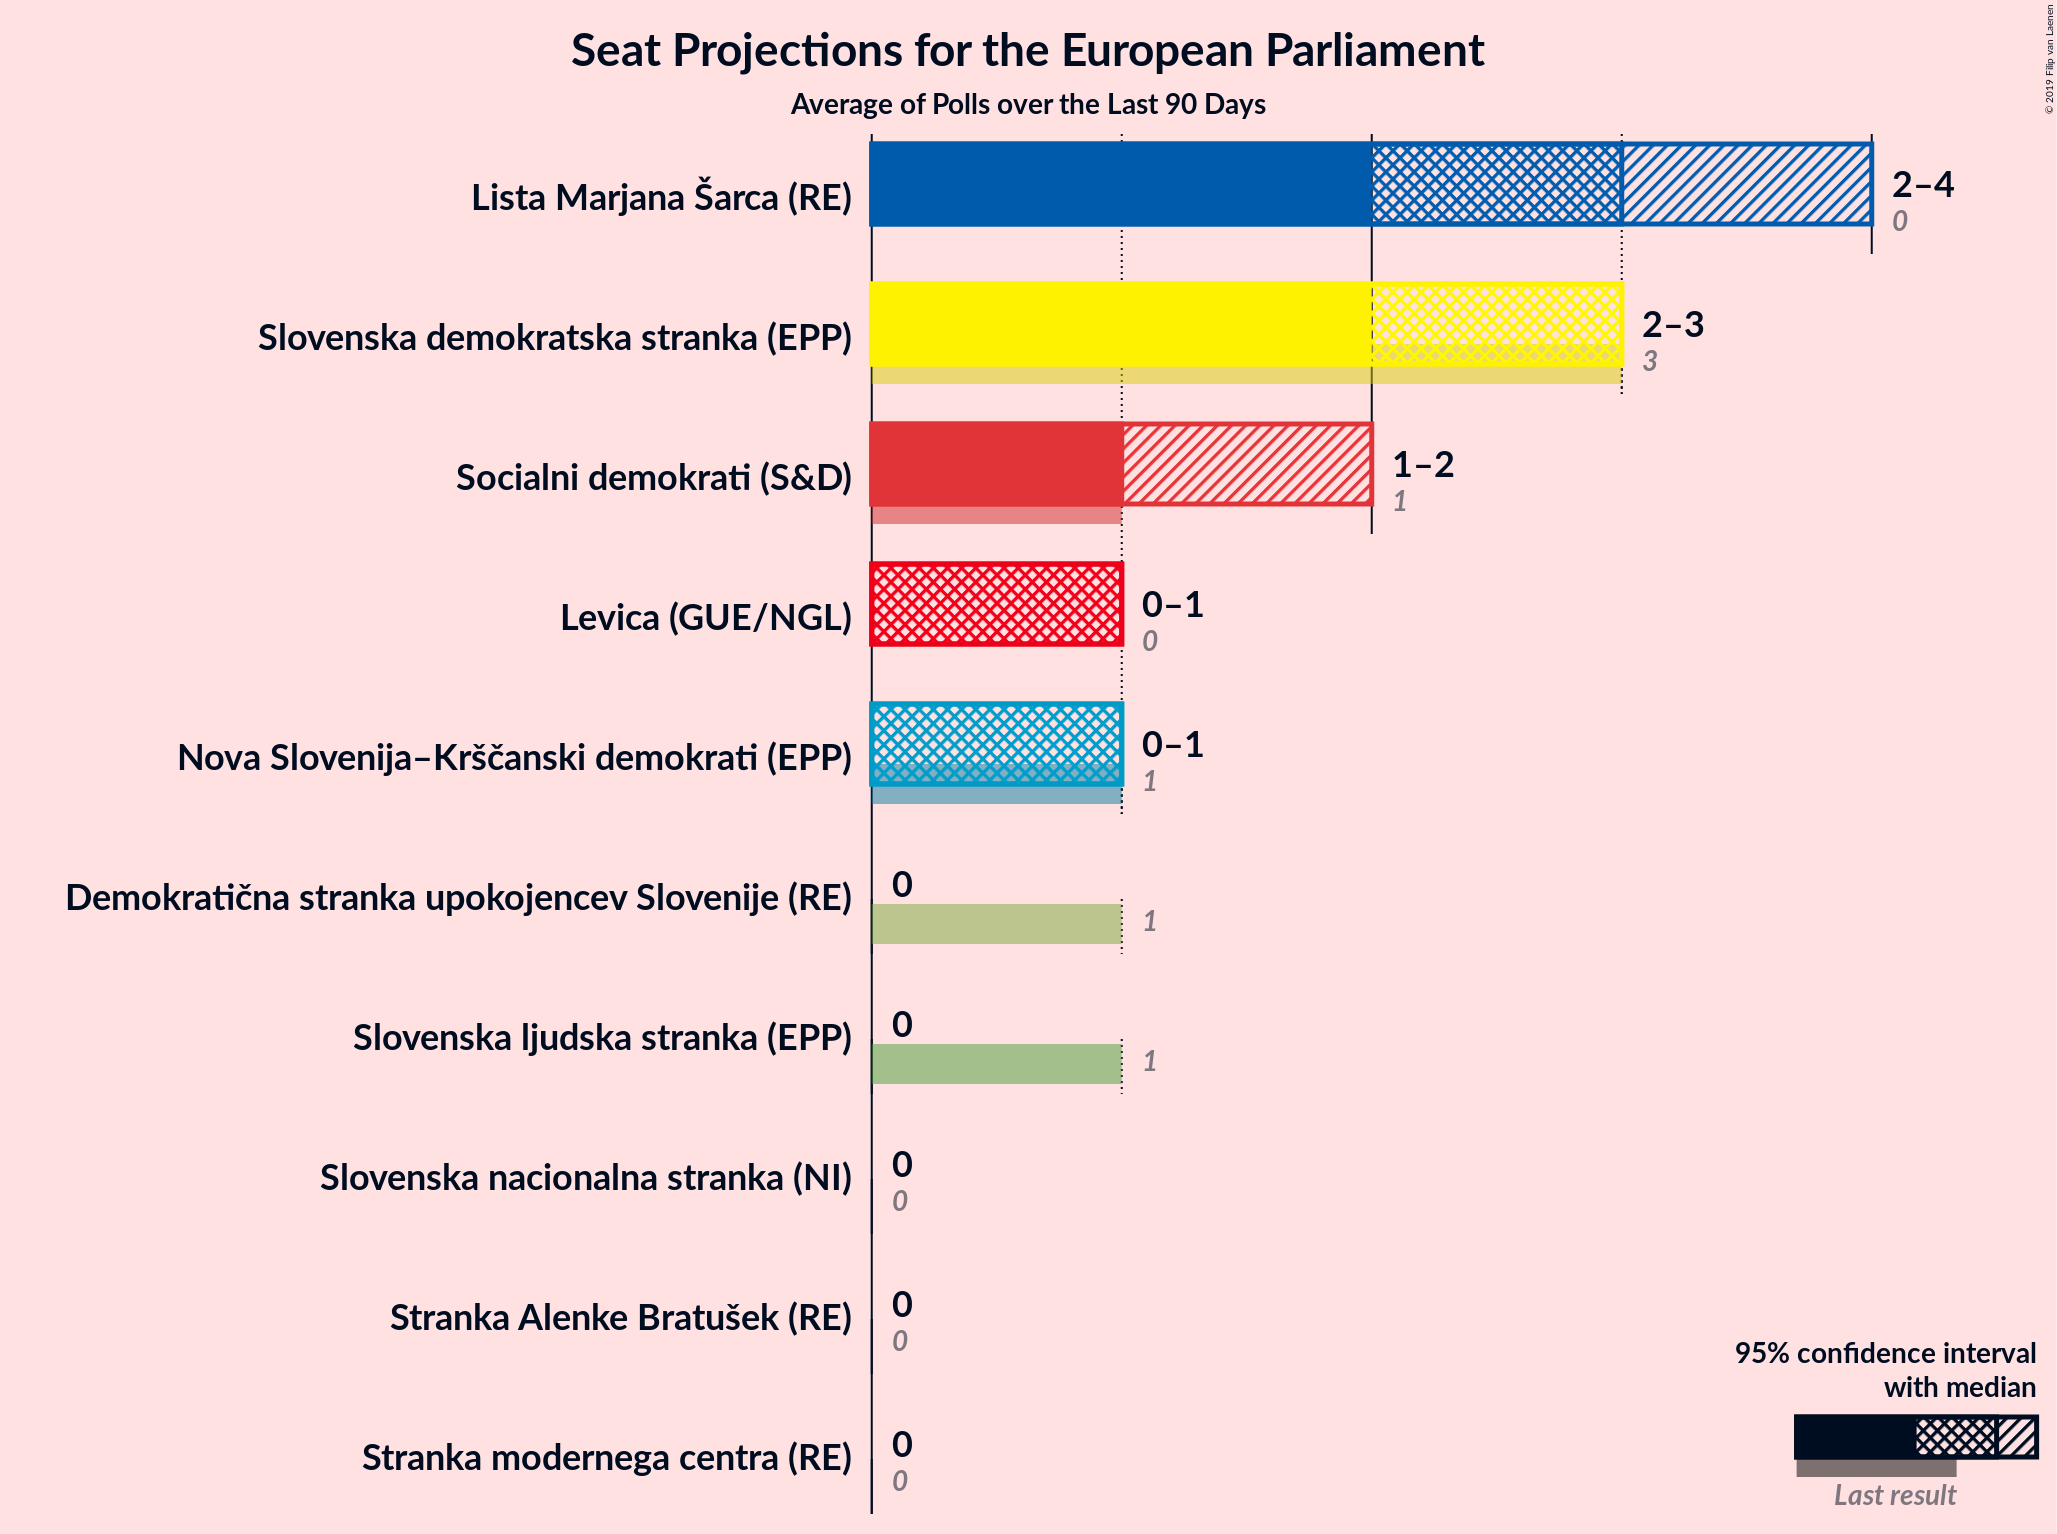 Seat Projections for the European Parliament
Average of Polls over the Last 90 Days
© 2019 Filip van Laenen
Lista Marjana Šarca (RE)
2–4
0
Slovenska demokratska stranka (EPP)
2–3
3
Socialni demokrati (S&D)
1–2
1
Levica (GUE/NGL)
0–1
0
Nova Slovenija–Krščanski demokrati (EPP)
0–1
1
Demokratična stranka upokojencev Slovenije (RE)
0
1
Slovenska ljudska stranka (EPP)
0
1
Slovenska nacionalna stranka (NI)
0
0
Stranka Alenke Bratušek (RE)
0
0
Stranka modernega centra (RE)
0
0
95% confidence interval
with median
Last result